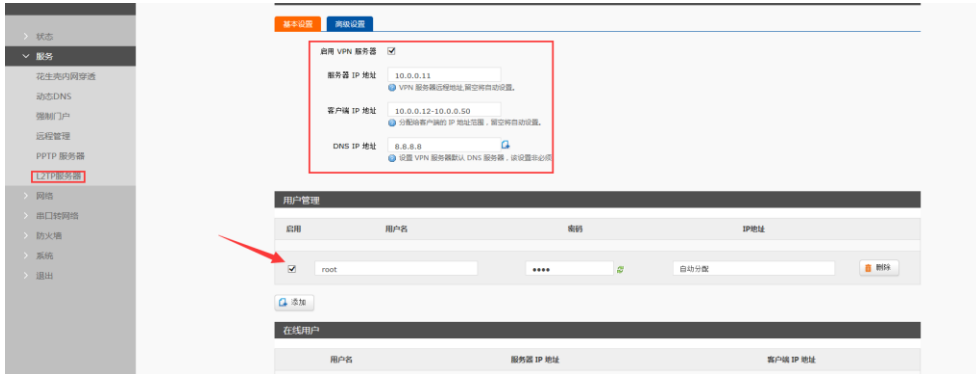 状态
服务
花生壳内网穿透
动态DNS
强制门户
远程管理
PPTP 服务器
L2TP服务器
网络
串口转网络
防火墙
系统
退出
基本设置 高级设置
启用 VPN 服务器
服务器 IP 地址 10.0.0.11
VPN 服务器远程地址,留空将自动设置。
客户端 IP 地址 10.0.0.12-10.0.0.50
分配给客户端的 IP 地址范围，留空将自动设置。
DNS IP 地址 8.8.8.8
设置 VPN 服务器默认 DNS 服务器，该设置非必须
用户管理
启用 用户名 密码 IP地址
root •••• 自动分配 删除
添加
在线用户
用户名 服务器 IP 地址 客户端 IP 地址